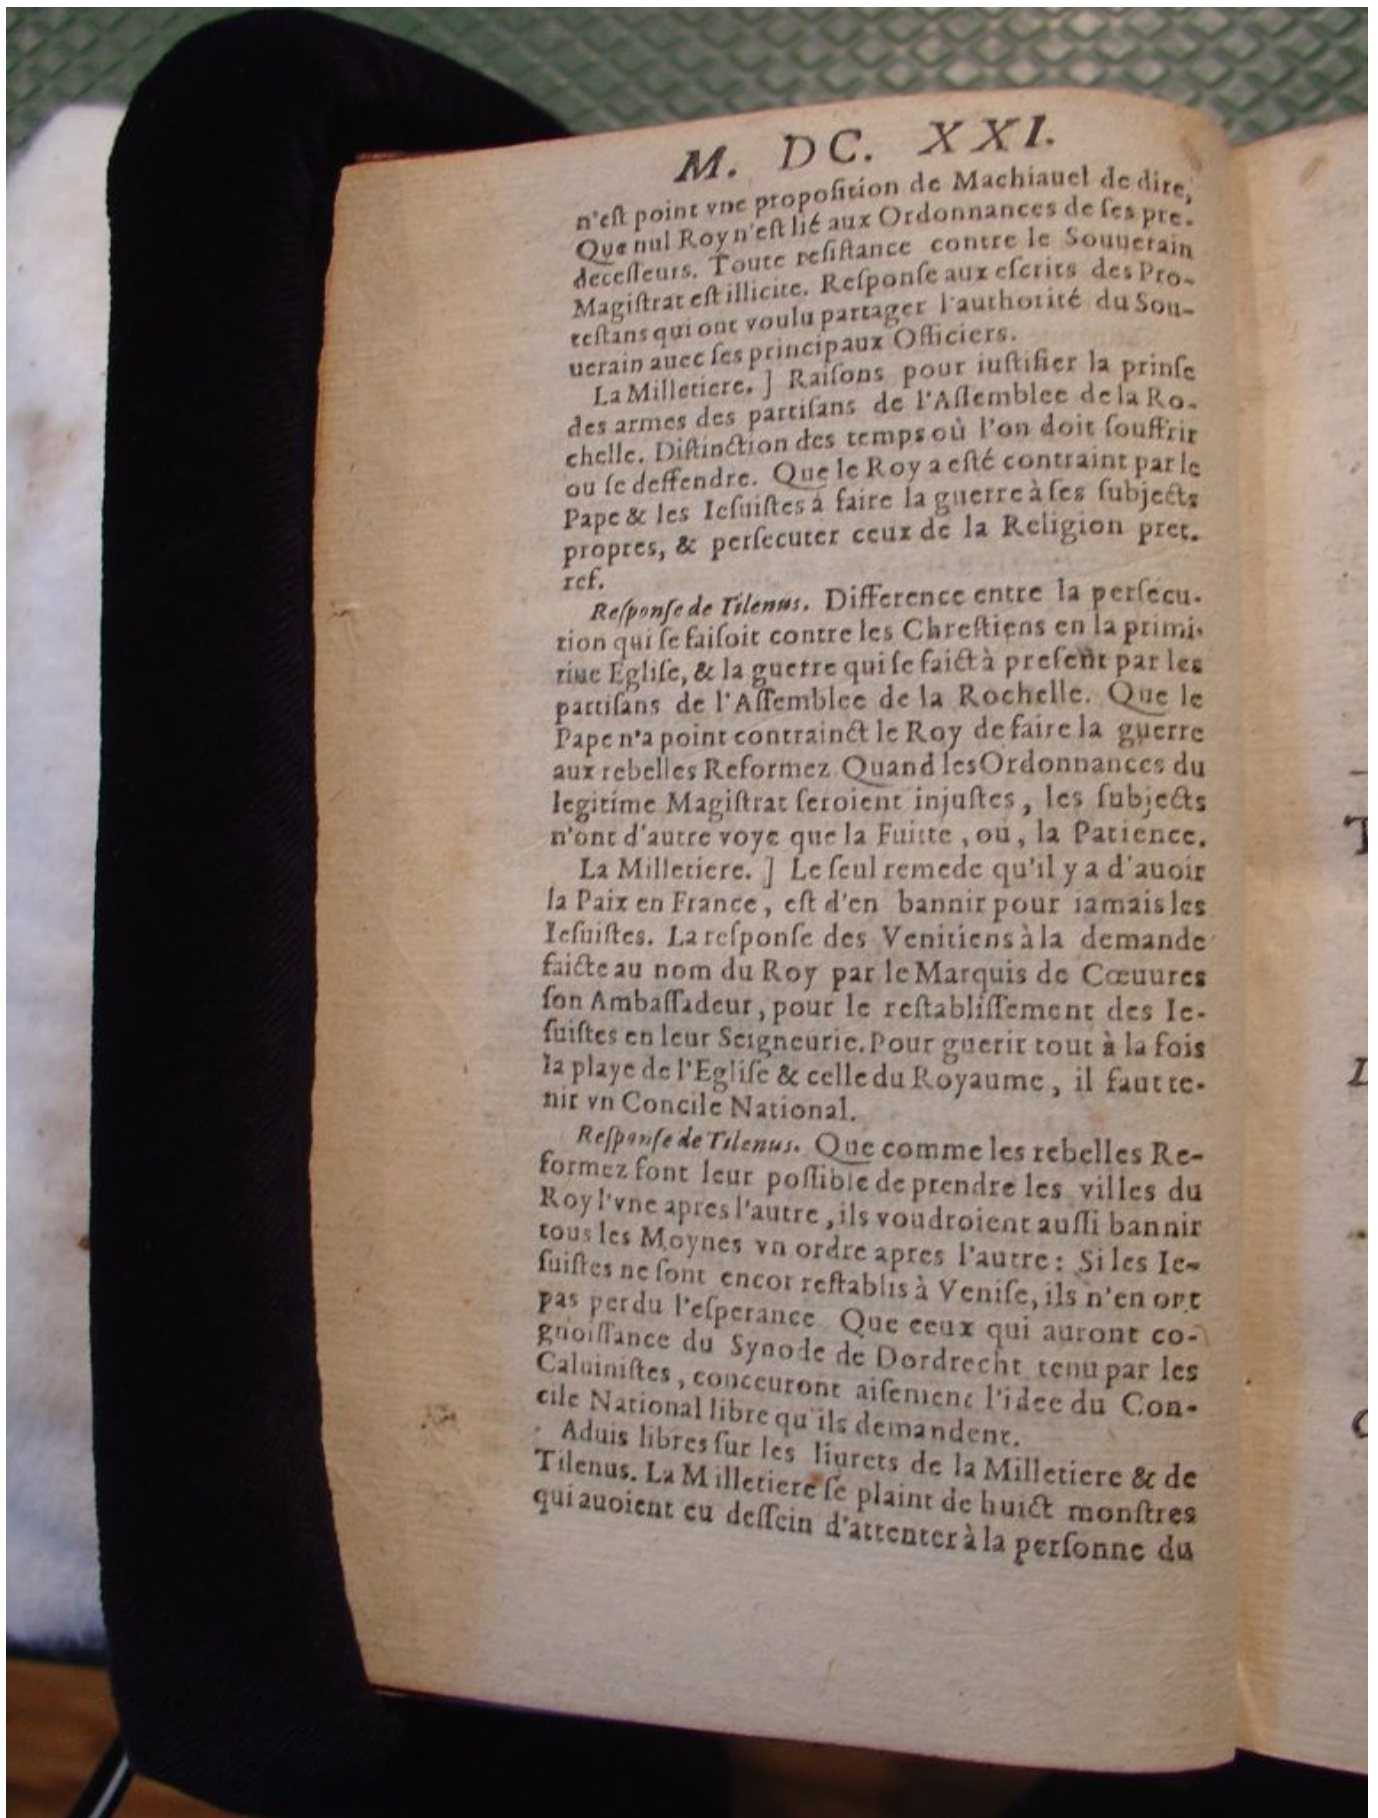 M. DC. XXI.
n'eſt point vne propoſition de Machiauel de dire,
Que nul Roy n'eſt lié aux Ordonnances de ſes pre-
deceſſeurs. Toute reſiſtance contre le Souuerain
Magiſtrat eſt illicite. Reſponſe aux eſcrits des Pro-
teſtans qui ont voulu partager l'authorité du Sou-
uerain auec ſes principaux Officiers.
La Milletiere. ] Raiſons pour iuſtifier la prinſe
des armes des partiſans de l'Aſſemblee de la Ro-
chelle. Diſtinction des temps où l'on doit ſouffrir
ou ſe deffendre. Que le Roy a eſté contraint par le
Pape & les Ieſuiſtes à faire la guerre à ſes ſubjects
propres, & perſecuter ceux de la Religion pret.
ref.
Reſponſe de Tilenus. Difference entre la perſecu-
tion qui ſe faiſoit contre les Chreſtiens en la primi-
tiue Egliſe, & la guerre qui ſe faict à preſent par les
partiſans de l'Aſſemblee de la Rochelle. Que le
Pape n'a point contrainct le Roy de faire la guerre
aux rebelles Reformez. Quand les Ordonnances du
legitime Magiſtrat ſeroient injuſtes, les ſubjects
n'ont d'autre voye que la Fuitte, ou, la Patience.
La Milletiere. ] Le ſeul remede qu'il y a d'auoir
la Paix en France, eſt d'en bannir pour iamais les
Ieſuiſtes. La reſponſe des Venitiens à la demande
faicte au nom du Roy par le Marquis de Cœuures
ſon Ambaſſadeur, pour le reſtabliſſement des Ie-
ſuiſtes en leur Seigneurie. Pour guerir tout à la fois
la playe de l'Egliſe & celle du Royaume, il faut te-
nir vn Concile National.
Reſponſe de Tilenus. Que comme les rebelles Re-
formez font leur poſſible de prendre les villes du
Roy l'vne apres l'autre, ils voudroient auſſi bannir
tous les Moynes vn ordre apres l'autre: Si les Ie-
ſuiſtes ne ſont encor reſtablis à Veniſe, ils n'en ont
pas perdu l'eſperance. Que ceux qui auront co-
gnoiſſance du Synode de Dordrecht tenu par les
Caluiniſtes, conceuront aiſement l'idee du Con-
cile National libre qu'ils demandent.
Aduis libres ſur les liurets de la Milletiere & de
Tilenus. La Milletiere ſe plaint de huict monſtres
qui auoient eu deſſein d'attenter à la perſonne du